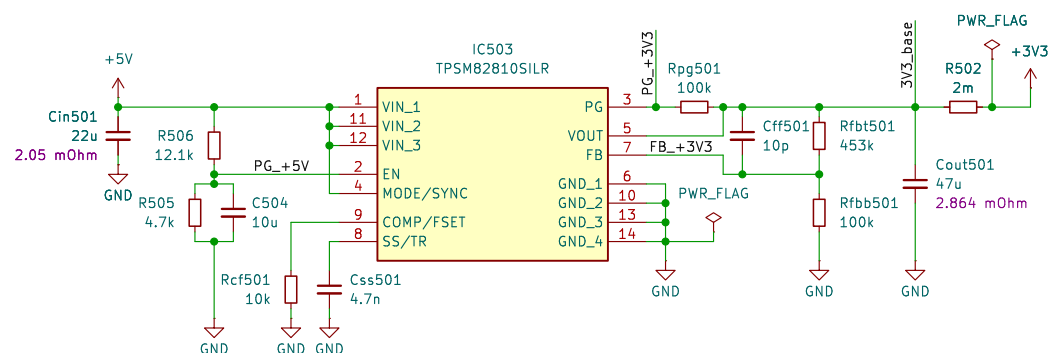 PWR_FLAG
+3V3
+5V
IC503
TPSM82810SILR
PG_+3V3
3V3_base
Rpg501
100k
R502
2m
Cin501
22u
2.05 mOhm
GND
R506
12.1k
1 VIN_1
11 VIN_2
12 VIN_3
PG_+5V
2 EN
4 MODE/SYNC
9 COMP/FSET
8 SS/TR
PG 3
VOUT 5
FB 7
FB_+3V3
GND_1 6
GND_2 10
GND_3 13
GND_4 14
PWR_FLAG
Cff501
10p
Rfbt501
453k
Cout501
47u
2.864 mOhm
Rfbb501
100k
R505
4.7k
C504
10u
Rcf501
10k
Css501
4.7n
GND
GND
GND
GND
GND
GND